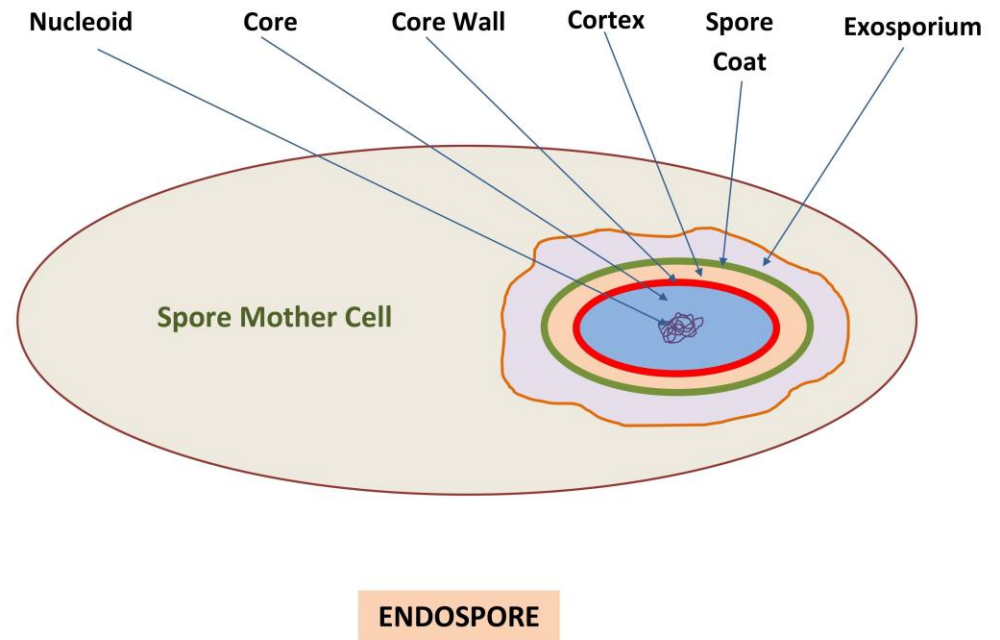 Nucleoid
Core
Core Wall
Cortex
Spore
Coat
Exosporium
Spore Mother Cell
ENDOSPORE